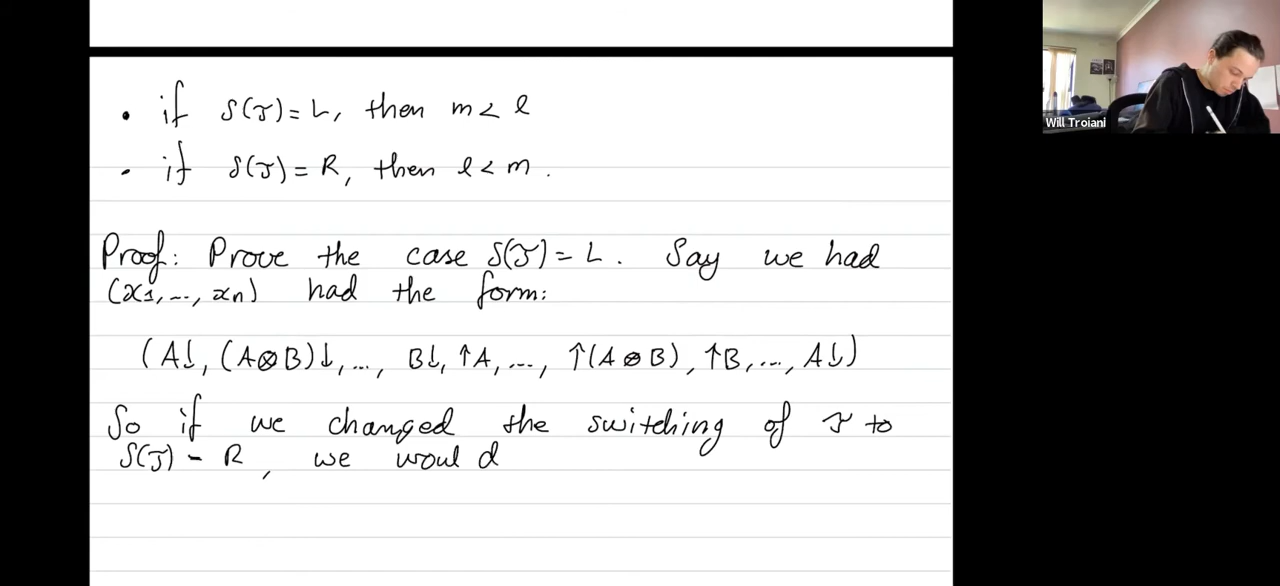 • if S(τ) = L, then m < l
• if S(τ) = R, then l < m.
Proof: Prove the case S(τ) = L. Say we had
(x1, ..., xn) had the form:
(A↓, (A⊗B)↓, ..., B↓, ↑A, ..., ↑(A⊗B), ↑B, ..., A↓)
So if we changed the switching of τ to
S(τ) = R, we would
Will Troiani